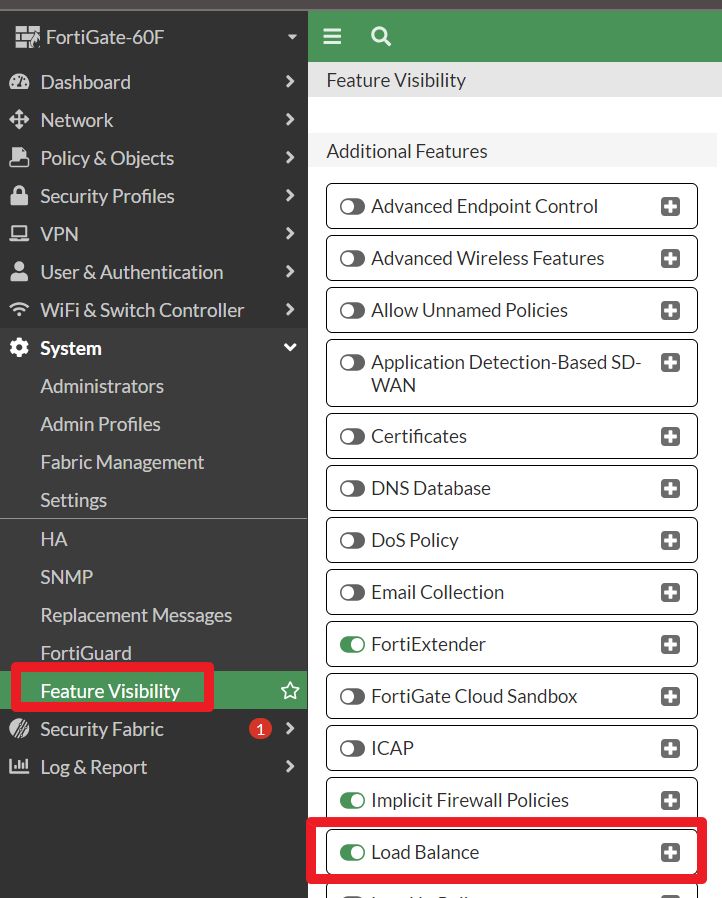 FortiGate-60F
Dashboard
Network
Policy & Objects
Security Profiles
VPN
User & Authentication
WiFi & Switch Controller
System
Administrators
Admin Profiles
Fabric Management
Settings
HA
SNMP
Replacement Messages
FortiGuard
Feature Visibility
Security Fabric 1
Log & Report
Feature Visibility
Additional Features
Advanced Endpoint Control
Advanced Wireless Features
Allow Unnamed Policies
Application Detection-Based SD-
WAN
Certificates
DNS Database
DoS Policy
Email Collection
FortiExtender
FortiGate Cloud Sandbox
ICAP
Implicit Firewall Policies
Load Balance